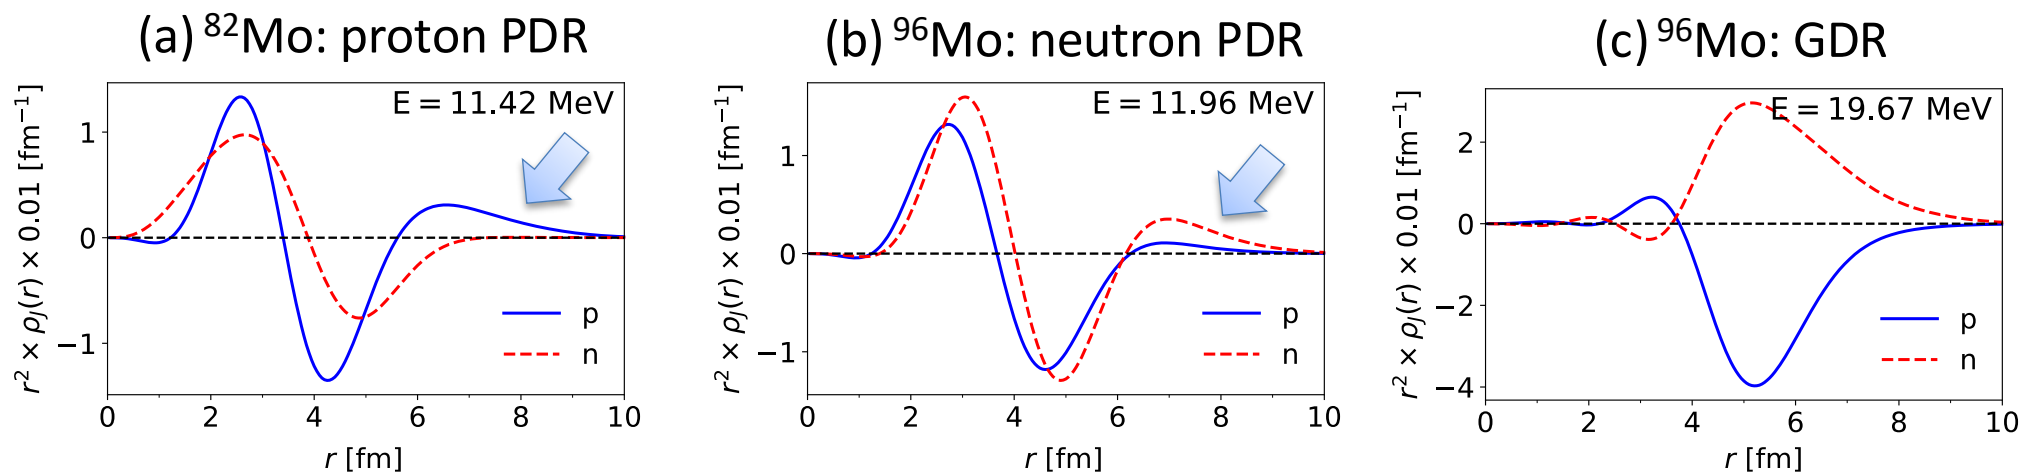 (a) ⁸²Mo: proton PDR
E = 11.42 MeV
r² × ρJ(r) × 0.01 [fm⁻¹]
1
0
−1
p
n
0 2 4 6 8 10
r [fm]
(b) ⁹⁶Mo: neutron PDR
E = 11.96 MeV
r² × ρJ(r) × 0.01 [fm⁻¹]
1
0
−1
p
n
0 2 4 6 8 10
r [fm]
(c) ⁹⁶Mo: GDR
E = 19.67 MeV
r² × ρJ(r) × 0.01 [fm⁻¹]
2
0
−2
−4
p
n
0 2 4 6 8 10
r [fm]